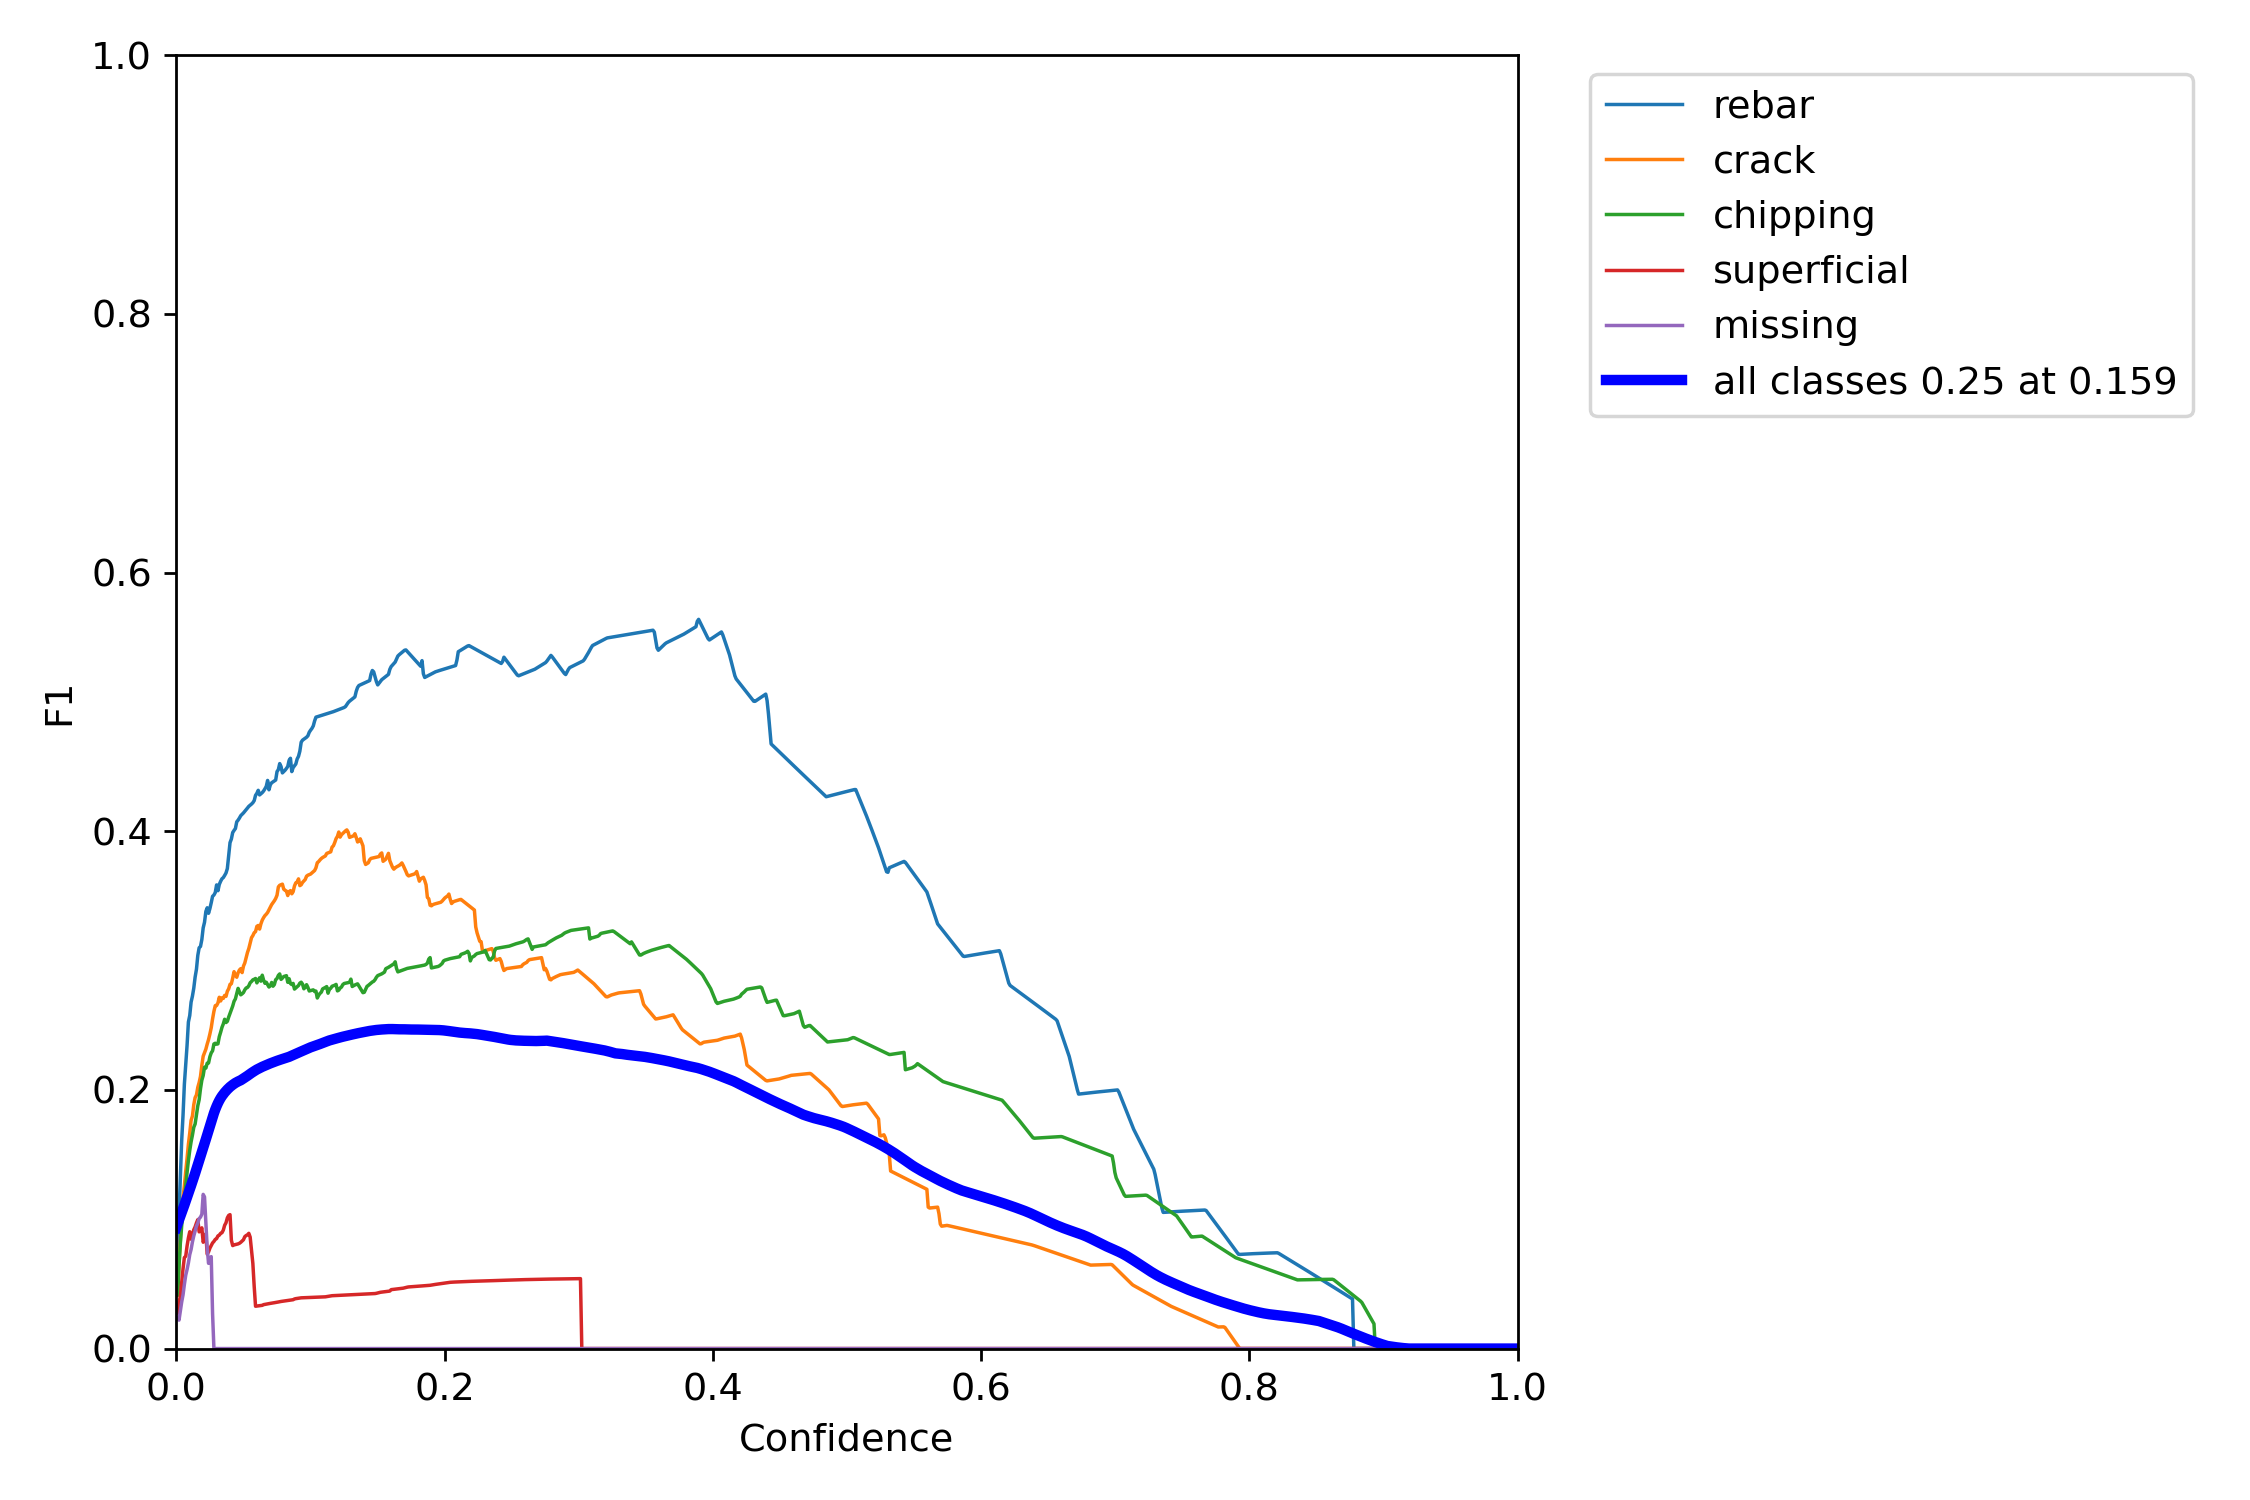 1.0
0.8
0.6
0.4
0.2
0.0
F1
0.0 0.2 0.4 0.6 0.8 1.0
Confidence
rebar
crack
chipping
superficial
missing
all classes 0.25 at 0.159